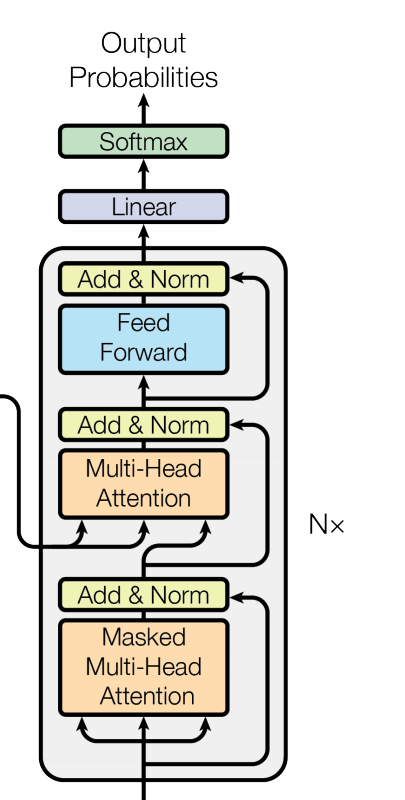 Output
Probabilities
Softmax
Linear
Add & Norm
Feed
Forward
Add & Norm
Multi-Head
Attention
N×
Add & Norm
Masked
Multi-Head
Attention